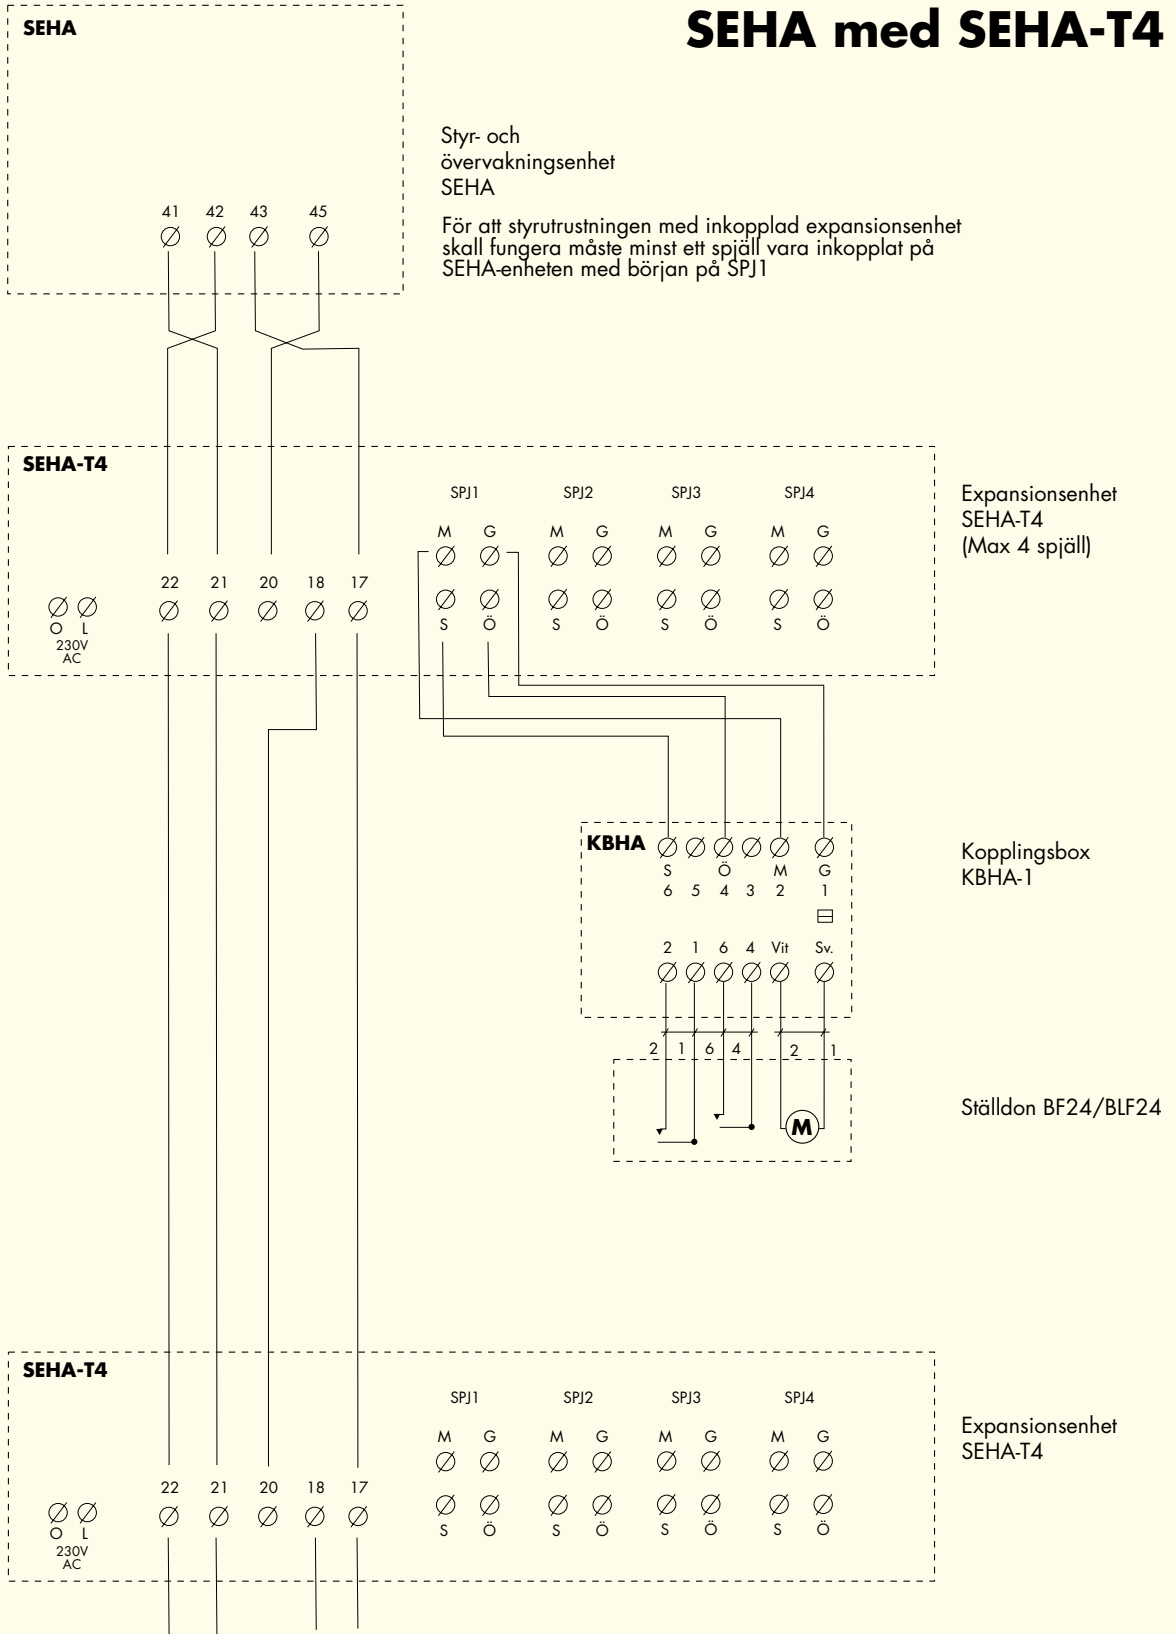 SEHA
SEHA med SEHA-T4
Styr- och
övervakningsenhet
SEHA
För att styrutrustningen med inkopplad expansionsenhet
skall fungera måste minst ett spjäll vara inkopplat på
SEHA-enheten med början på SPJ1
41 42 43 45
SEHA-T4
SPJ1 SPJ2 SPJ3 SPJ4
M G M G M G M G
22 21 20 18 17
S Ö S Ö S Ö S Ö
O L
230V
AC
Expansionsenhet
SEHA-T4
(Max 4 spjäll)
KBHA
S Ö M G
6 5 4 3 2 1
2 1 6 4 Vit Sv.
Kopplingsbox
KBHA-1
2 1 6 4 2 1
M
Ställdon BF24/BLF24
SEHA-T4
SPJ1 SPJ2 SPJ3 SPJ4
M G M G M G M G
22 21 20 18 17
S Ö S Ö S Ö S Ö
O L
230V
AC
Expansionsenhet
SEHA-T4